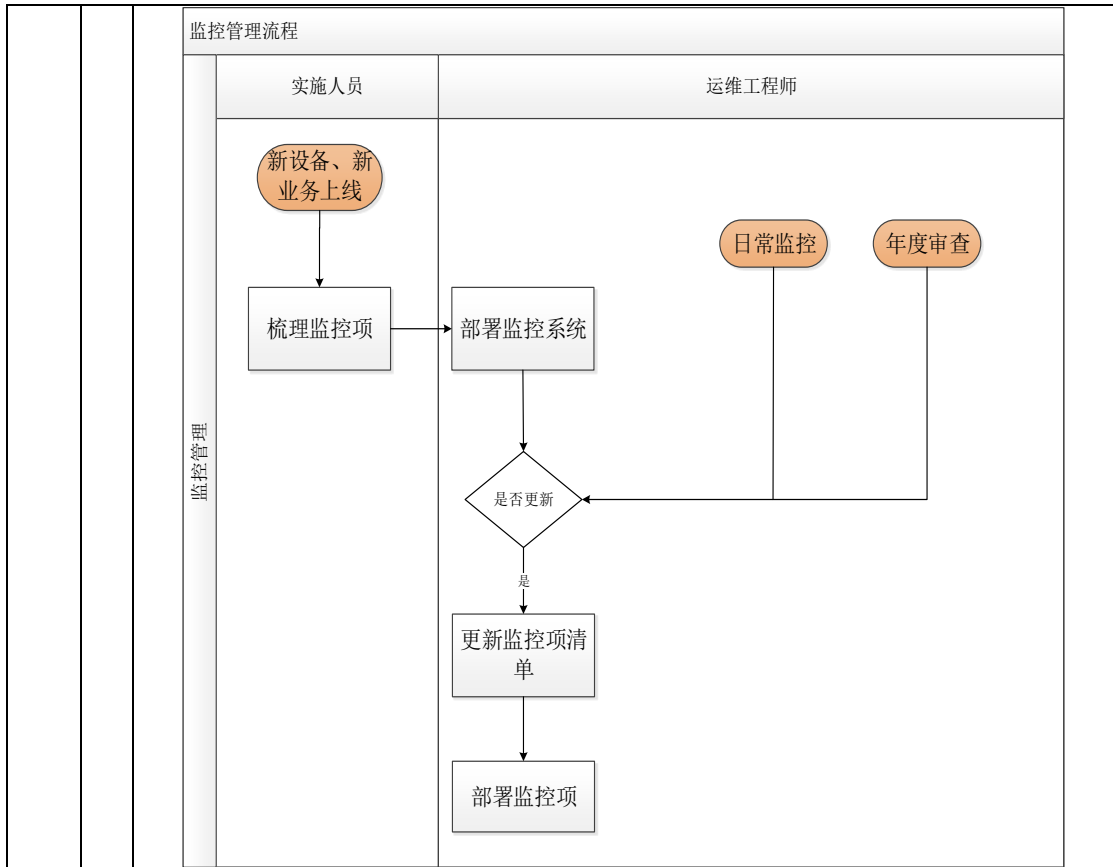 监控管理流程
实施人员
运维工程师
监控管理
新设备、新
业务上线
日常监控
年度审查
梳理监控项
部署监控系统
是否更新
是
更新监控项清
单
部署监控项